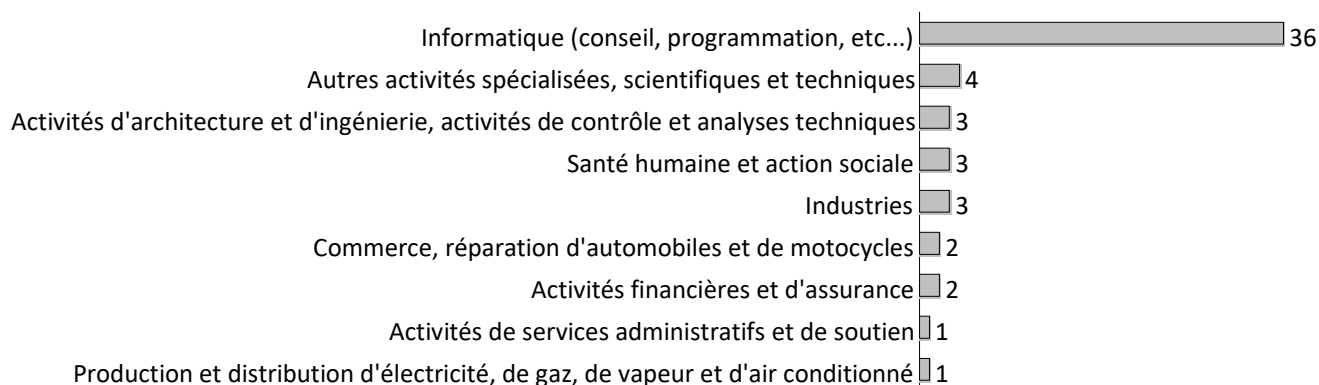 Informatique (conseil, programmation, etc...) 36
Autres activités spécialisées, scientifiques et techniques 4
Activités d'architecture et d'ingénierie, activités de contrôle et analyses techniques 3
Santé humaine et action sociale 3
Industries 3
Commerce, réparation d'automobiles et de motocycles 2
Activités financières et d'assurance 2
Activités de services administratifs et de soutien 1
Production et distribution d'électricité, de gaz, de vapeur et d'air conditionné 1